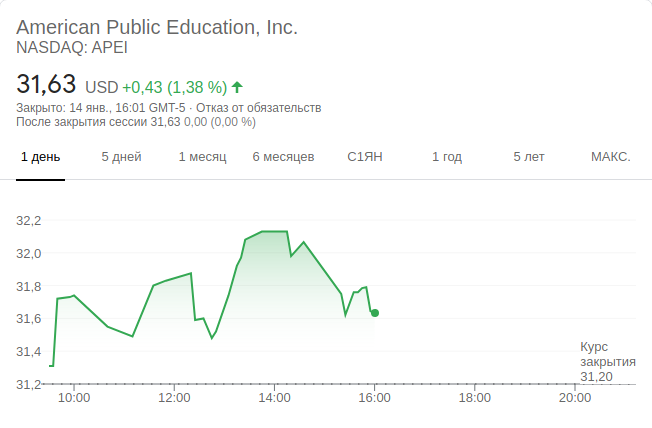 American Public Education, Inc.
NASDAQ: APEI
31,63 USD +0,43 (1,38 %)
Закрыто: 14 янв., 16:01 GMT-5 · Отказ от обязательств
После закрытия сессии 31,63 0,00 (0,00 %)
1 день 5 дней 1 месяц 6 месяцев С1ЯН 1 год 5 лет МАКС.
32,2
32,0
31,8
31,6
31,4
31,2
Курс
закрытия
31,20
10:00 12:00 14:00 16:00 18:00 20:00